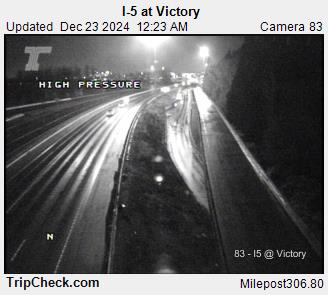 I-5 at Victory
Updated Dec 23 2024 12:23 AM Camera 83
HIGH PRESSURE
N
83 - I5 @ Victory
TripCheck.com Milepost306.80